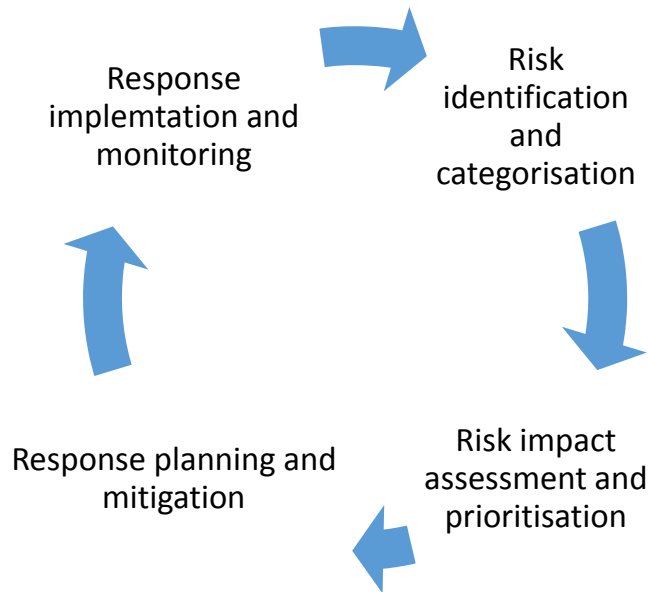 Response
implemtation and
monitoring
Risk
identification
and
categorisation
Risk impact
assessment and
prioritisation
Response planning and
mitigation